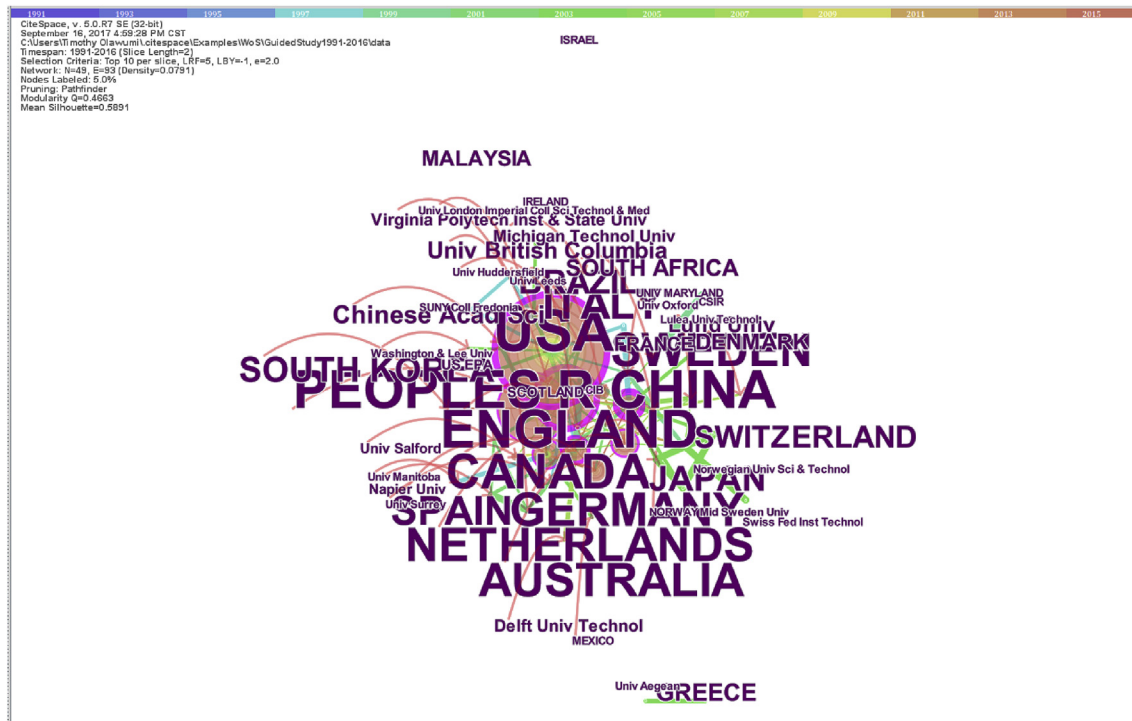 1991 1993 1995 1997 1999 2001 2003 2005 2007 2009 2011 2013 2015
CiteSpace, v. 5.0.R7 SE (32-bit)
September 16, 2017 4:59:28 PM CST
C:\Users\Timothy Olawumi\.citespace\Examples\WoS\GuidedStudy1991-2016\data
Timespan: 1991-2016 (Slice Length=2)
Selection Criteria: Top 10 per slice, LRF=5, LBY=-1, e=2.0
Network: N=49, E=93 (Density=0.0791)
Nodes Labeled: 5.0%
Pruning: Pathfinder
Modularity Q=0.4663
Mean Silhouette=0.5891
ISRAEL
MALAYSIA
IRELAND
Univ London Imperial Coll Sci Technol & Med
Virginia Polytecn Inst & State Univ
Michigan Technol Univ
Univ British Columbia
SOUTH AFRICA
Univ Huddersfield
Univ Leeds
BRAZIL
UNIV MARYLAND
Univ Oxford
CSIR
SUNY Coll Fredonia
ITALY
Chinese Acad Sci
Lulea Univ Technol
Lund Univ
USA
FRANCE
DENMARK
Washington & Lee Univ
SWEDEN
US EPA
SOUTH KOREA
PEOPLES R CHINA
SCOTLAND
CIB
ENGLAND
SWITZERLAND
Univ Salford
CANADA
Norwegian Univ Sci & Technol
Univ Manitoba
JAPAN
Napier Univ
Univ Surrey
SPAIN
GERMANY
NORWAY
Mid Sweden Univ
Swiss Fed Inst Technol
NETHERLANDS
AUSTRALIA
Delft Univ Technol
MEXICO
Univ Aegean
GREECE